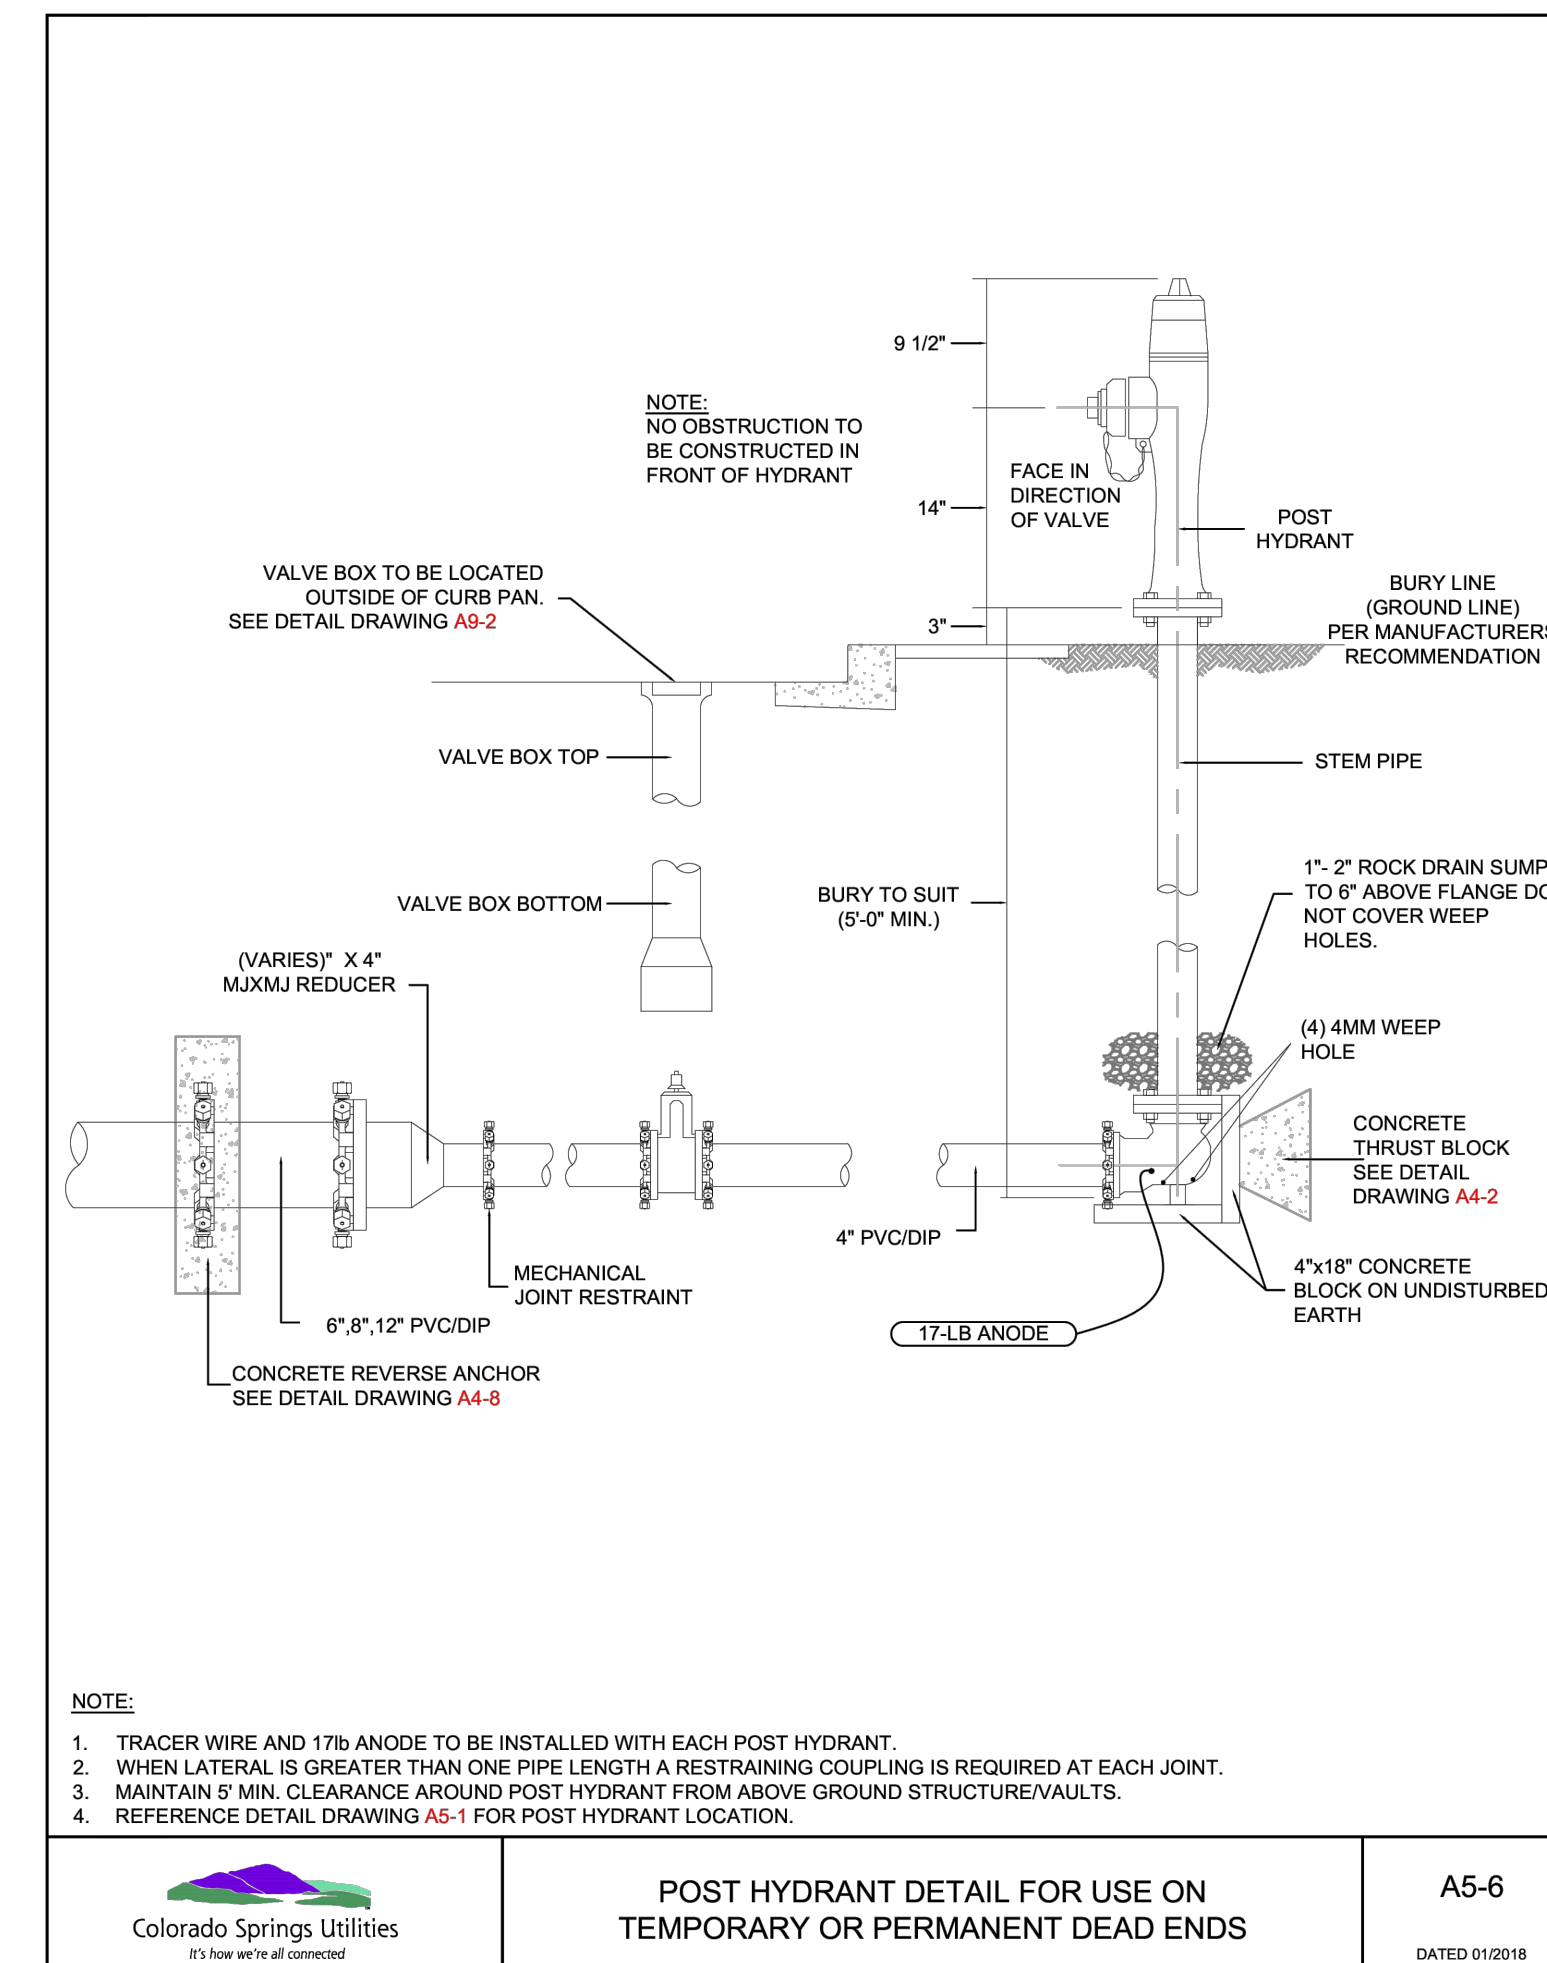 9 1/2"
NOTE:
NO OBSTRUCTION TO
BE CONSTRUCTED IN
FRONT OF HYDRANT
FACE IN
DIRECTION
OF VALVE
14"
POST
HYDRANT
VALVE BOX TO BE LOCATED
OUTSIDE OF CURB PAN.
SEE DETAIL DRAWING A9-2
3"
BURY LINE
(GROUND LINE)
PER MANUFACTURERS
RECOMMENDATION
VALVE BOX TOP
STEM PIPE
VALVE BOX BOTTOM
BURY TO SUIT
(5'-0" MIN.)
1"- 2" ROCK DRAIN SUMP
TO 6" ABOVE FLANGE DO
NOT COVER WEEP
HOLES.
(VARIES)" X 4"
MJXMJ REDUCER
(4) 4MM WEEP
HOLE
CONCRETE
THRUST BLOCK
SEE DETAIL
DRAWING A4-2
4" PVC/DIP
MECHANICAL
JOINT RESTRAINT
4"x18" CONCRETE
BLOCK ON UNDISTURBED
EARTH
6",8",12" PVC/DIP
17-LB ANODE
CONCRETE REVERSE ANCHOR
SEE DETAIL DRAWING A4-8
NOTE:
1. TRACER WIRE AND 17lb ANODE TO BE INSTALLED WITH EACH POST HYDRANT.
2. WHEN LATERAL IS GREATER THAN ONE PIPE LENGTH A RESTRAINING COUPLING IS REQUIRED AT EACH JOINT.
3. MAINTAIN 5' MIN. CLEARANCE AROUND POST HYDRANT FROM ABOVE GROUND STRUCTURE/VAULTS.
4. REFERENCE DETAIL DRAWING A5-1 FOR POST HYDRANT LOCATION.
Colorado Springs Utilities
It's how we're all connected
POST HYDRANT DETAIL FOR USE ON
TEMPORARY OR PERMANENT DEAD ENDS
A5-6
DATED 01/2018